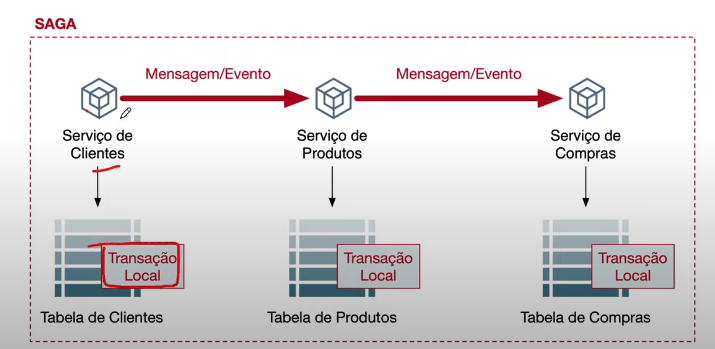 SAGA
Mensagem/Evento
Mensagem/Evento
Serviço de
Clientes
Serviço de
Produtos
Serviço de
Compras
Transação
Local
Transação
Local
Transação
Local
Tabela de Clientes
Tabela de Produtos
Tabela de Compras